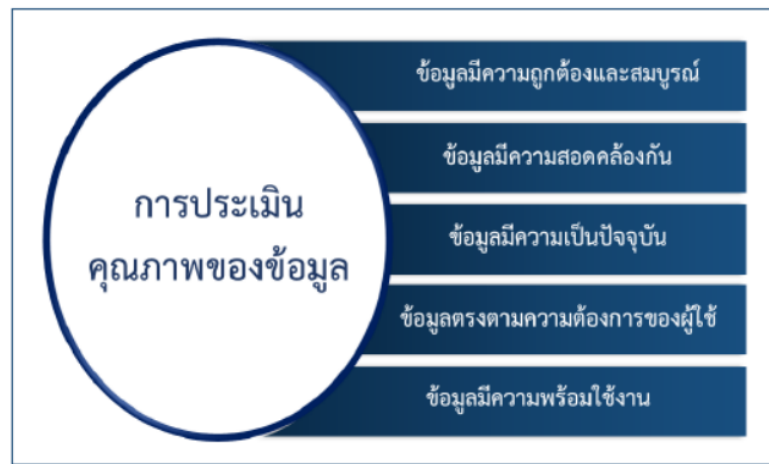 การประเมิน
คุณภาพของข้อมูล
ข้อมูลมีความถูกต้องและสมบูรณ์
ข้อมูลมีความสอดคล้องกัน
ข้อมูลมีความเป็นปัจจุบัน
ข้อมูลตรงตามความต้องการของผู้ใช้
ข้อมูลมีความพร้อมใช้งาน